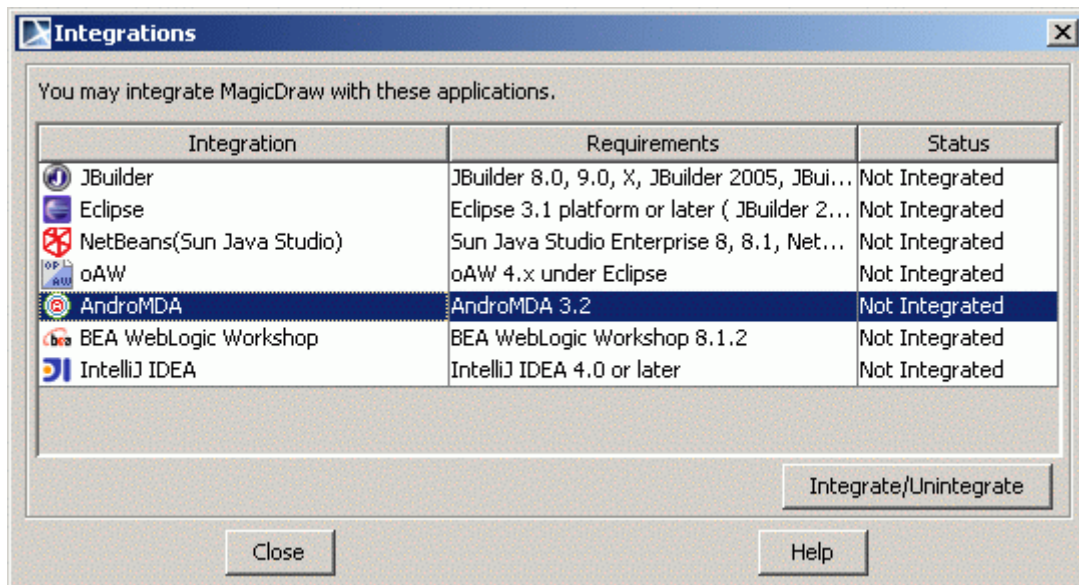 Integrations
You may integrate MagicDraw with these applications.
Integration Requirements Status
JBuilder JBuilder 8.0, 9.0, X, JBuilder 2005, JBui... Not Integrated
Eclipse Eclipse 3.1 platform or later ( JBuilder 2... Not Integrated
NetBeans(Sun Java Studio) Sun Java Studio Enterprise 8, 8.1, Net... Not Integrated
oAW oAW 4.x under Eclipse Not Integrated
AndroMDA AndroMDA 3.2 Not Integrated
bea BEA WebLogic Workshop BEA WebLogic Workshop 8.1.2 Not Integrated
IntelliJ IDEA IntelliJ IDEA 4.0 or later Not Integrated
Integrate/Unintegrate
Close Help